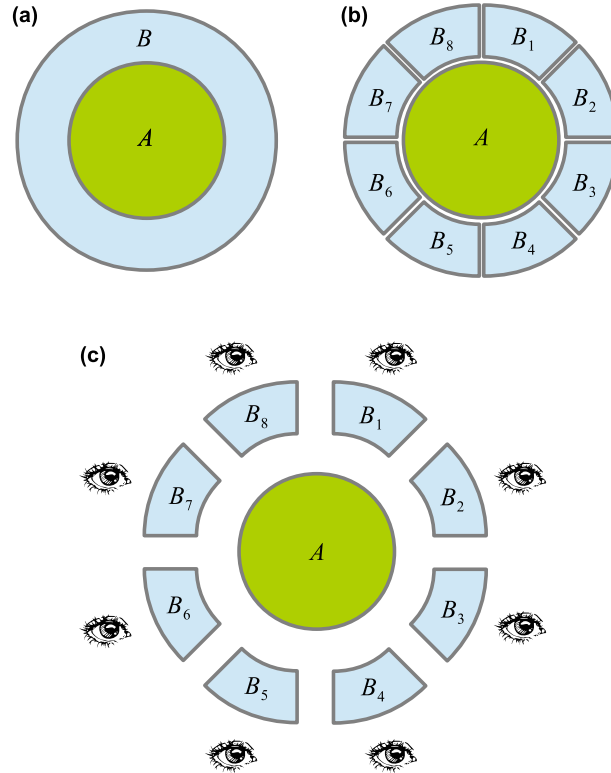 (a)
B
A
(b)
B₈ B₁
B₇ B₂
A
B₆ B₃
B₅ B₄
(c)
B₈ B₁
B₇ B₂
A
B₆ B₃
B₅ B₄